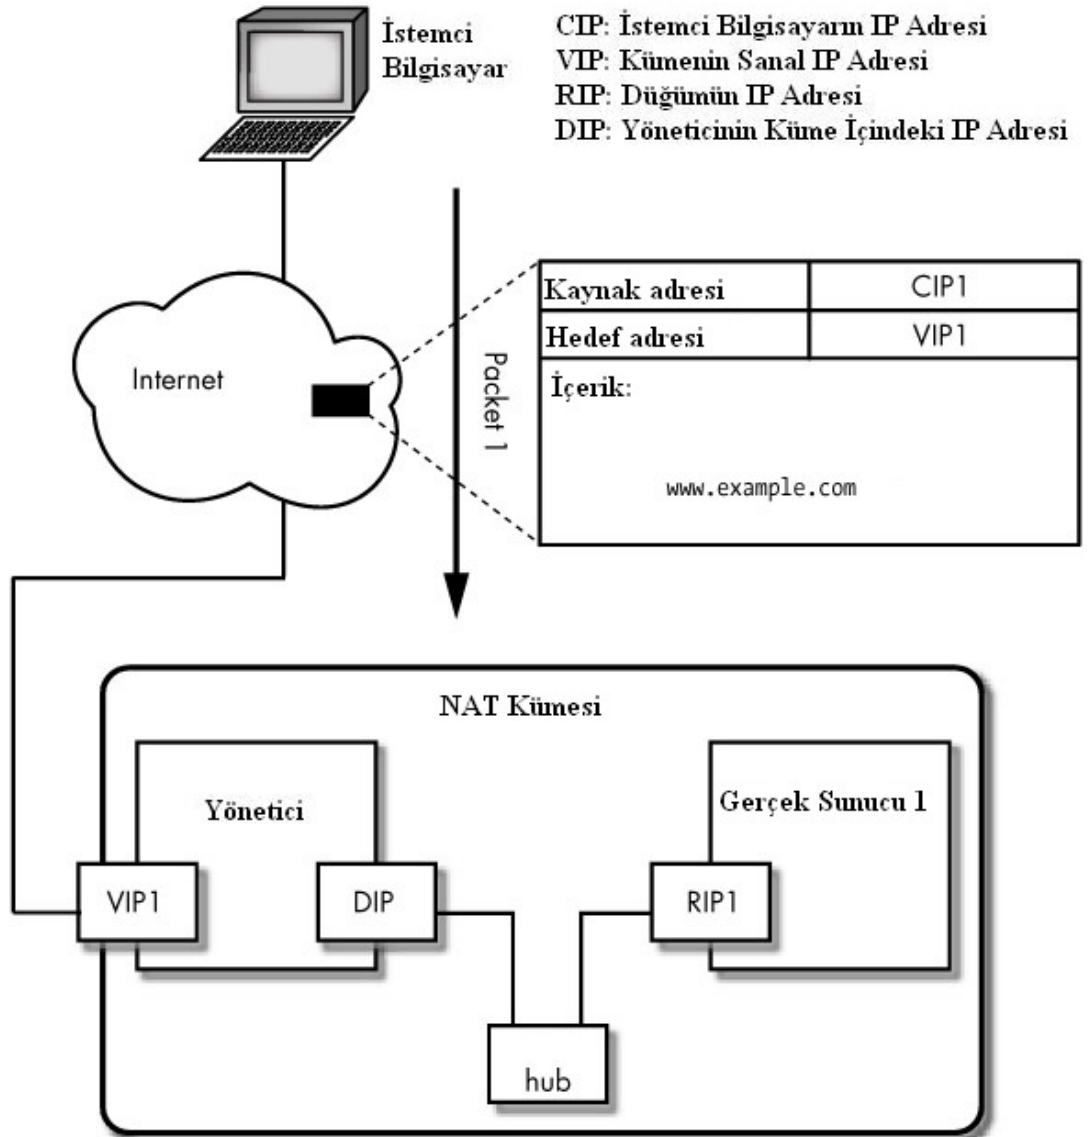 İstemci
Bilgisayar
CIP: İstemci Bilgisayarın IP Adresi
VIP: Kümenin Sanal IP Adresi
RIP: Düğümün IP Adresi
DIP: Yöneticinin Küme İçindeki IP Adresi
Kaynak adresi CIP1
Hedef adresi VIP1
İçerik:
www.example.com
Internet
Packet 1
NAT Kümesi
Yönetici
Gerçek Sunucu 1
VIP1
DIP
RIP1
hub